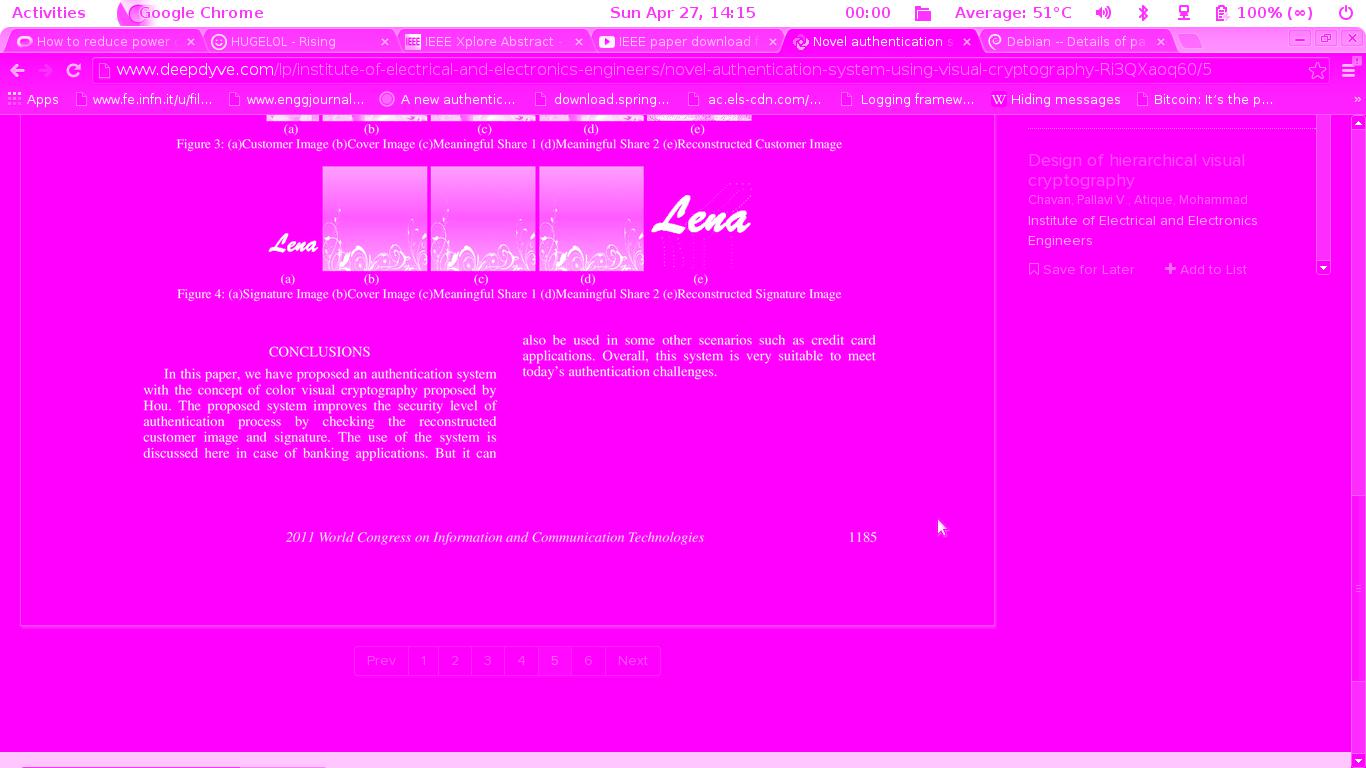 Activities Google Chrome Sun Apr 27, 14:15 00:00 Average: 51°C 100% (∞)
How to reduce power HUGELOL - Rising IEEE Xplore Abstract - IEEE paper download f Novel authentication s Debian -- Details of pa
www.deepdyve.com/lp/institute-of-electrical-and-electronics-engineers/novel-authentication-system-using-visual-cryptography-Ri3QXaoq60/5
Apps www.fe.infn.it/u/fil... www.enggjournal... A new authentic... download.spring... ac.els-cdn.com/... Logging framew... Hiding messages Bitcoin: It's the p... »
(a) (b) (c) (d) (e)
Figure 3: (a)Customer Image (b)Cover Image (c)Meaningful Share 1 (d)Meaningful Share 2 (e)Reconstructed Customer Image
Lena Lena
(a) (b) (c) (d) (e)
Figure 4: (a)Signature Image (b)Cover Image (c)Meaningful Share 1 (d)Meaningful Share 2 (e)Reconstructed Signature Image
CONCLUSIONS
In this paper, we have proposed an authentication system
with the concept of color visual cryptography proposed by
Hou. The proposed system improves the security level of
authentication process by checking the reconstructed
customer image and signature. The use of the system is
discussed here in case of banking applications. But it can
also be used in some other scenarios such as credit card
applications. Overall, this system is very suitable to meet
today's authentication challenges.
2011 World Congress on Information and Communication Technologies 1185
Prev 1 2 3 4 5 6 Next
Design of hierarchical visual
cryptography
Chavan, Pallavi V., Atique, Mohammad
Institute of Electrical and Electronics
Engineers
Save for Later Add to List